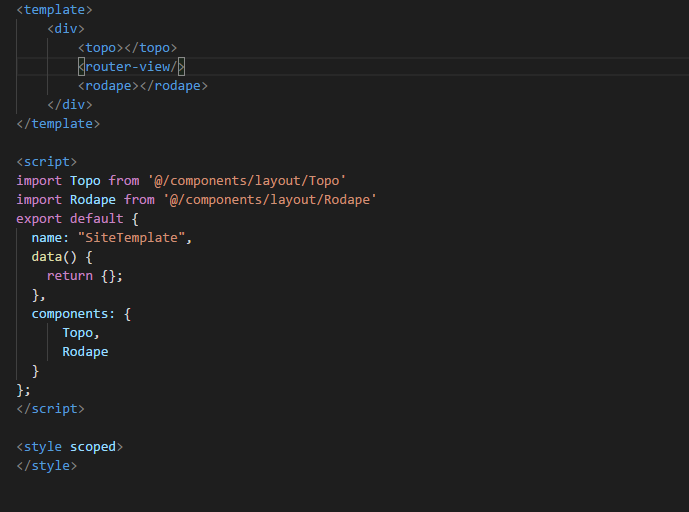 <template>
    <div>
        <topo></topo>
        <router-view/>
        <rodape></rodape>
    </div>
</template>

<script>
import Topo from '@/components/layout/Topo'
import Rodape from '@/components/layout/Rodape'
export default {
  name: "SiteTemplate",
  data() {
    return {};
  },
  components: {
      Topo,
      Rodape
  }
};
</script>

<style scoped>
</style>